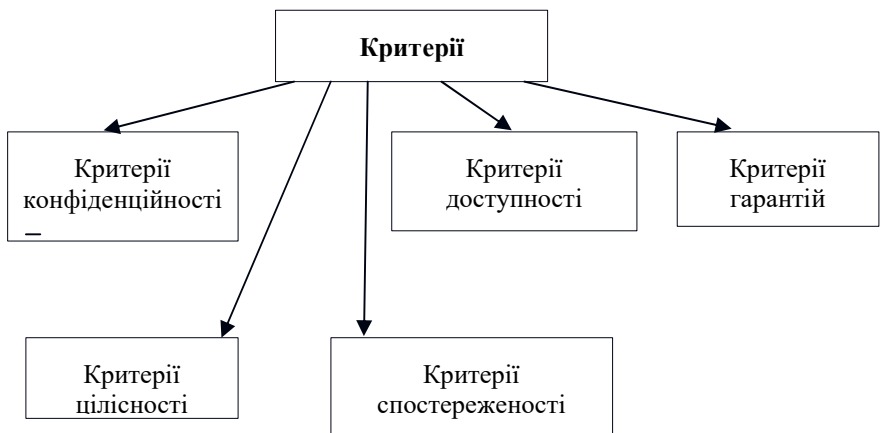 Критерії
Критерії
конфіденційності
Критерії
доступності
Критерії
гарантій
Критерії
цілісності
Критерії
спостереженості